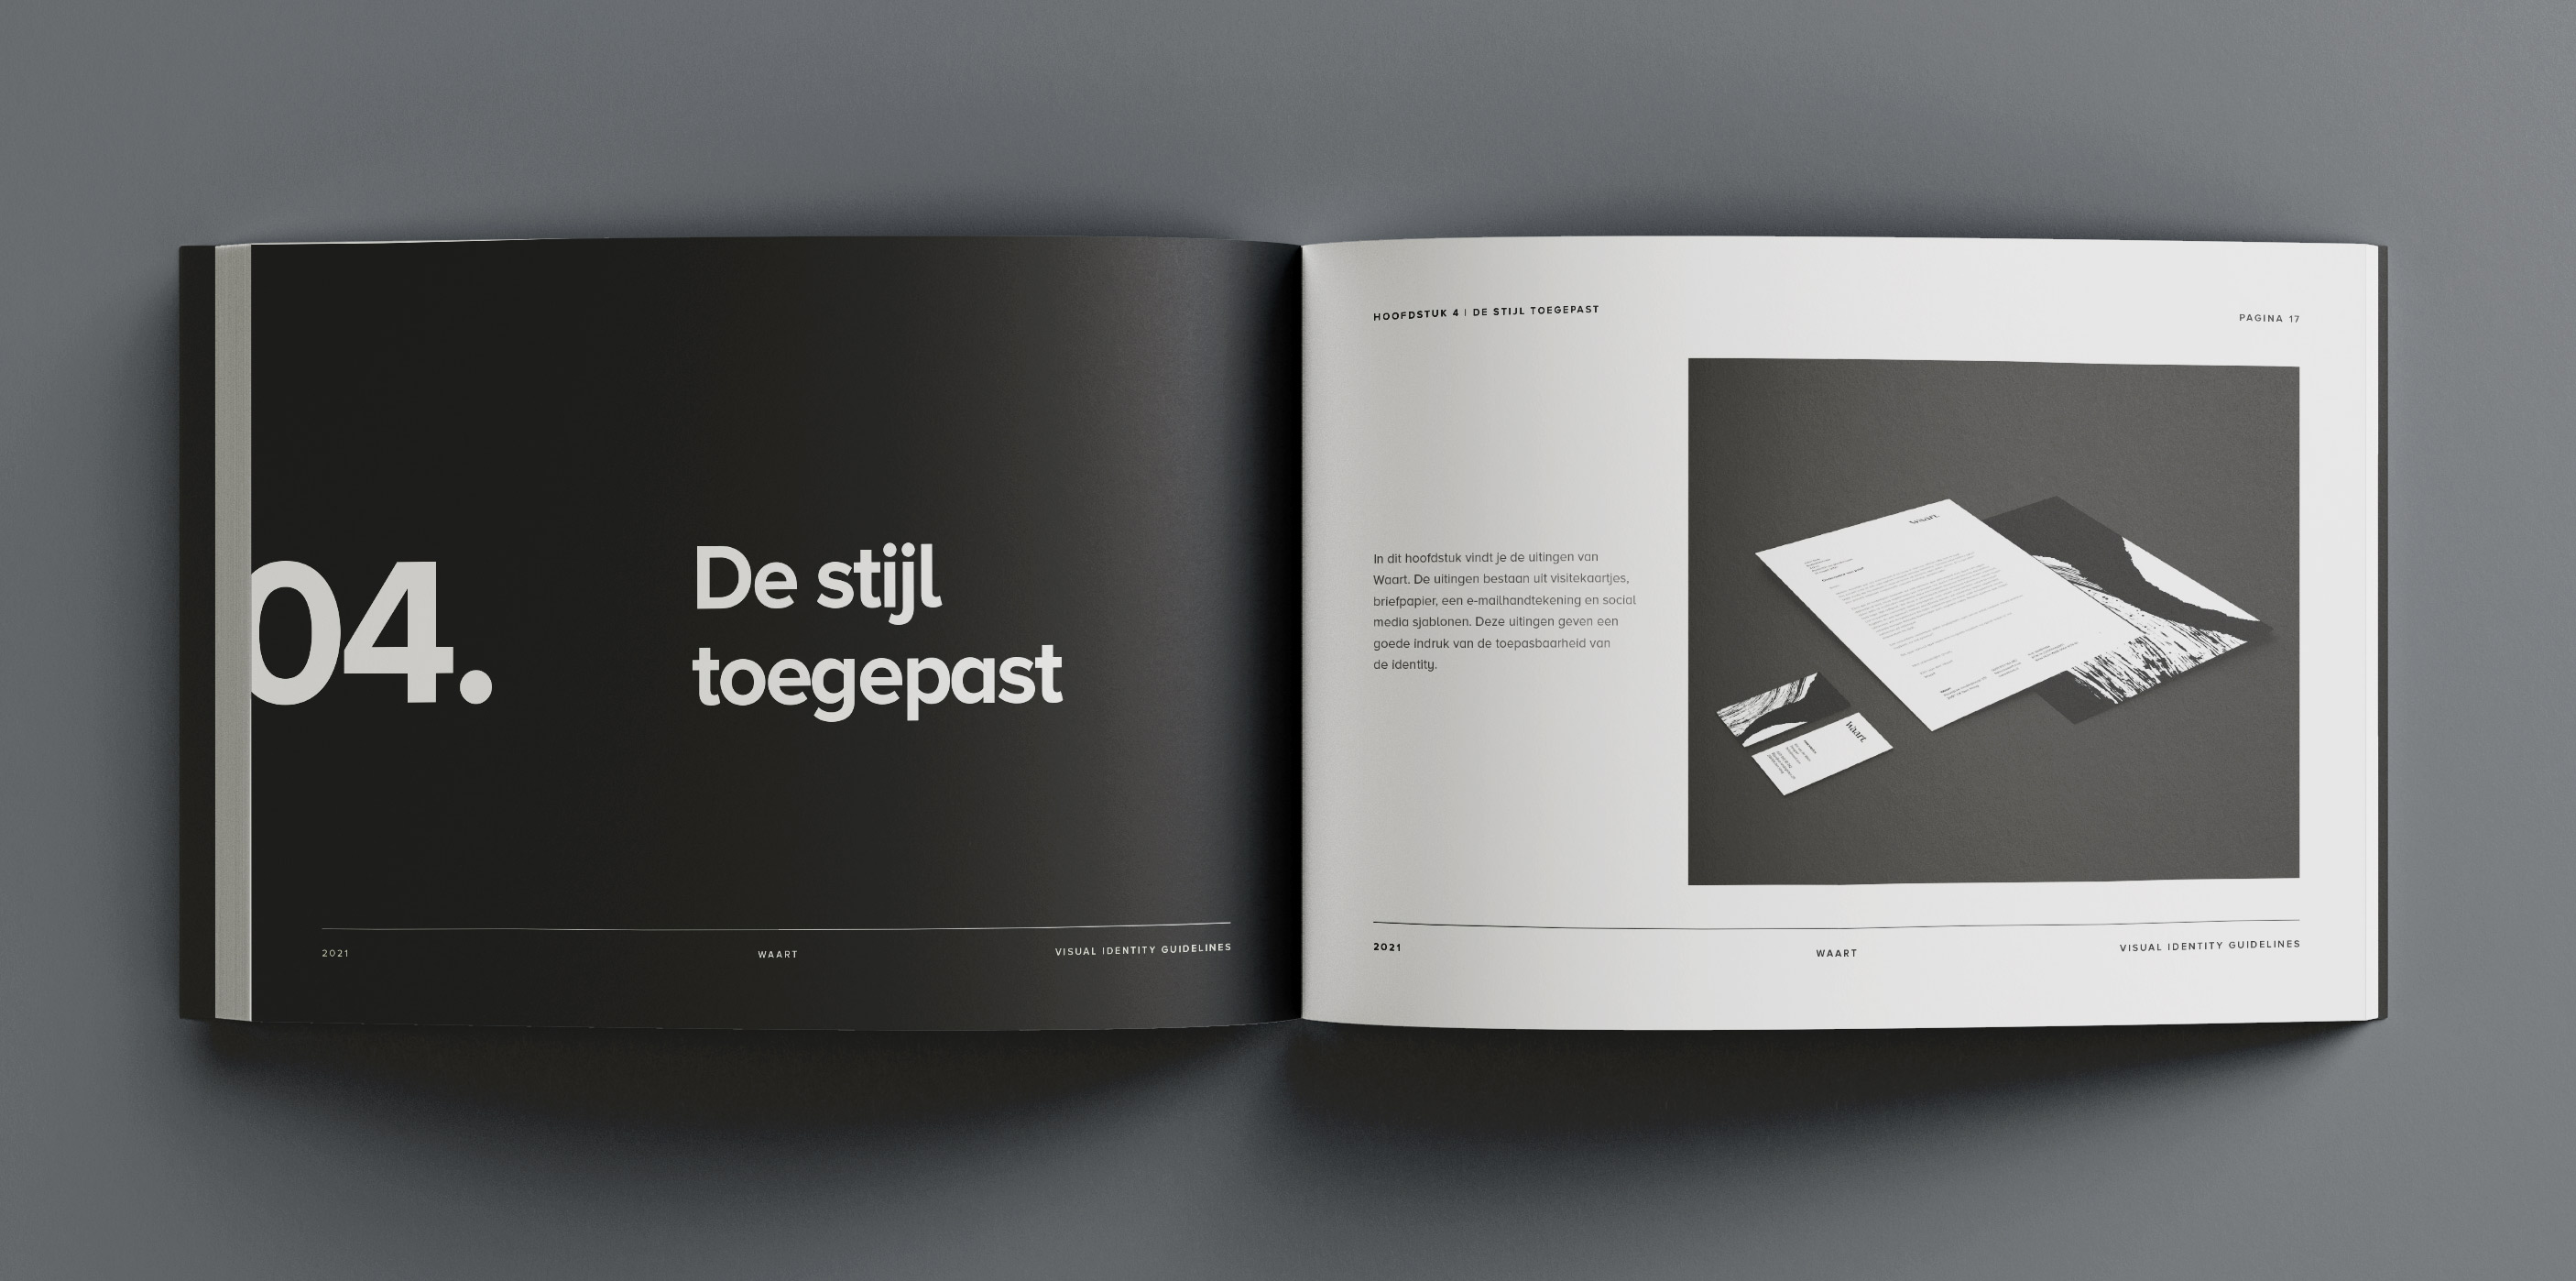 04.
De stijl
toegepast
2021
WAART
VISUAL IDENTITY GUIDELINES
HOOFDSTUK 4 | DE STIJL TOEGEPAST
PAGINA 17
In dit hoofdstuk vindt je de uitingen van
Waart. De uitingen bestaan uit visitekaartjes,
briefpapier, een e-mailhandtekening en social
media sjablonen. Deze uitingen geven een
goede indruk van de toepasbaarheid van
de identity.
waart.
waart.
2021
WAART
VISUAL IDENTITY GUIDELINES